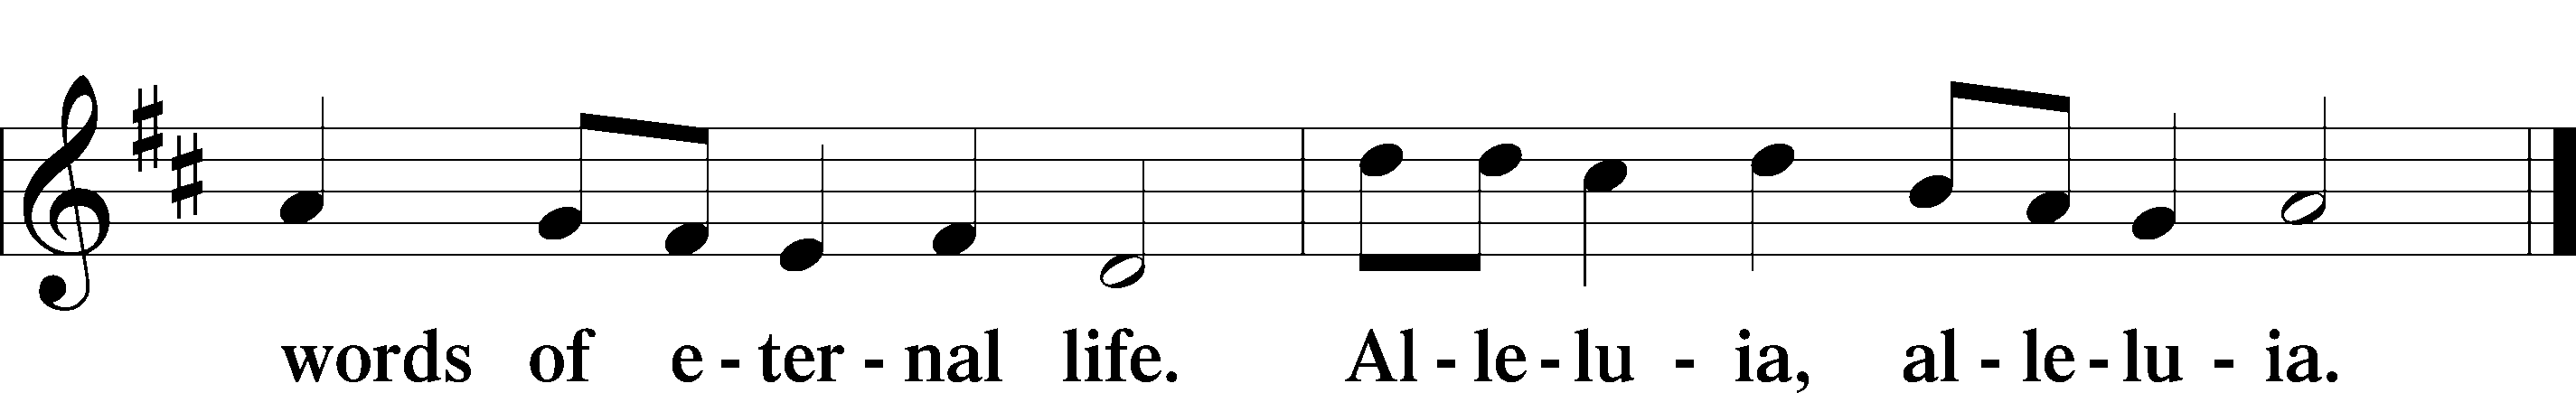 words of e - ter - nal life. Al - le - lu - ia, al - le - lu - ia.